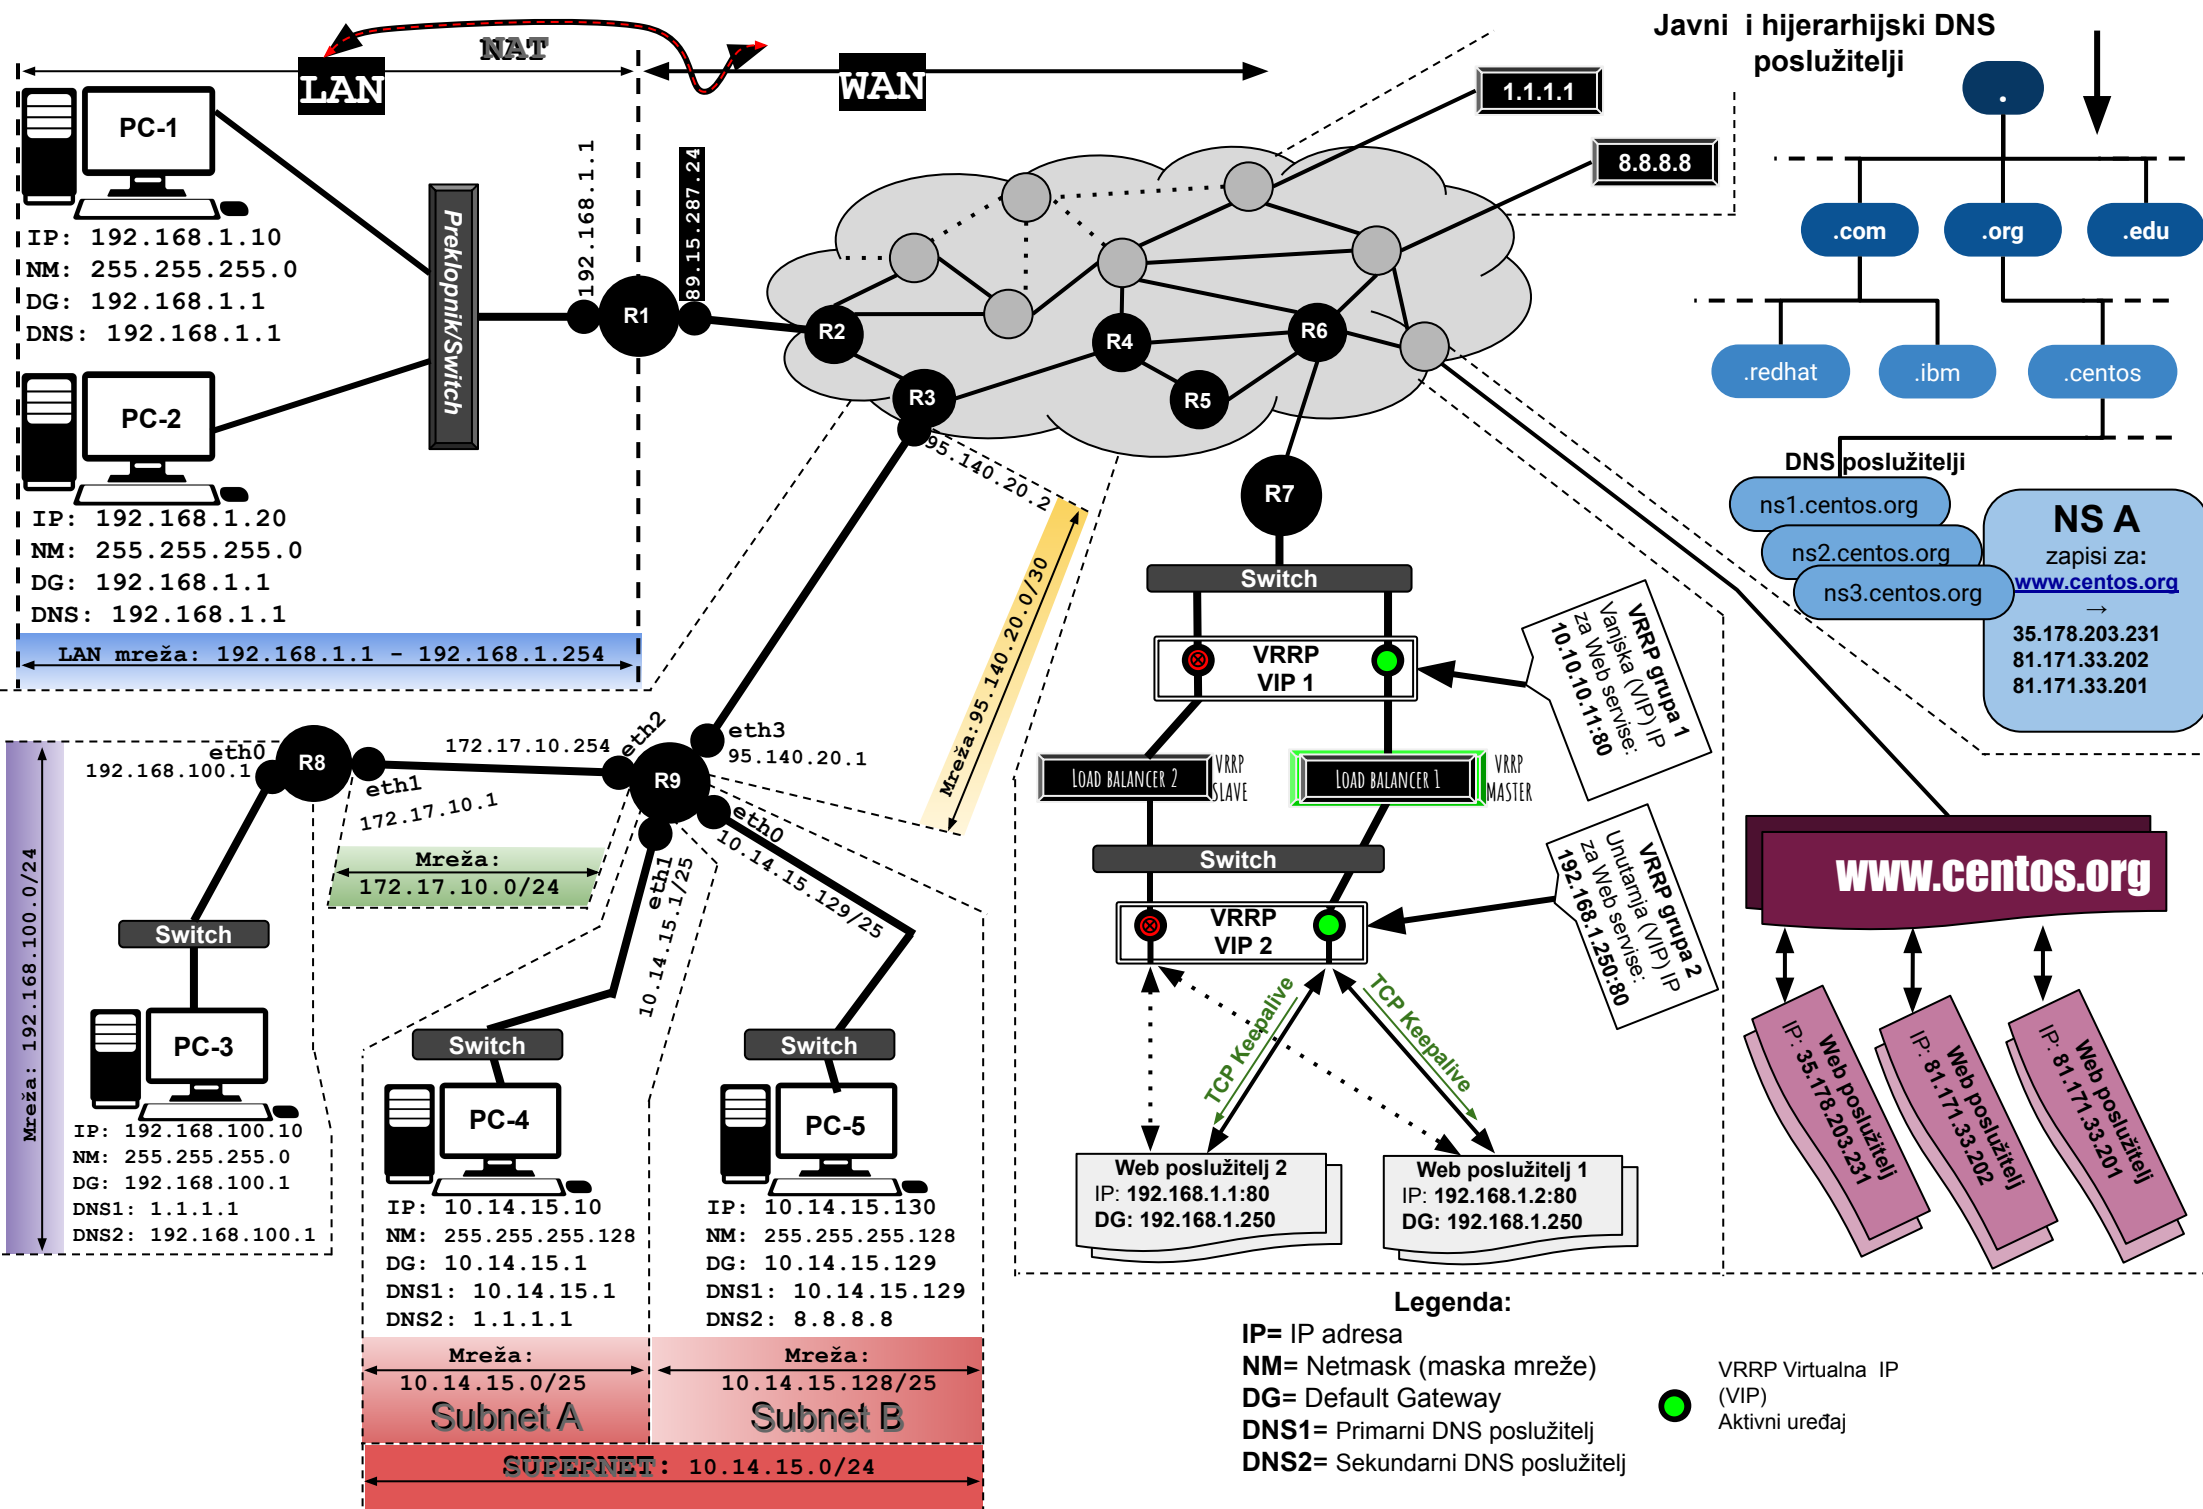 Javni i hijerarhijski DNS
poslužitelji
NAT
LAN
WAN
1.1.1.1
8.8.8.8
.
.com
.org
.edu
.redhat
.ibm
.centos
DNS poslužitelji
ns1.centos.org
ns2.centos.org
ns3.centos.org
NS A
zapisi za:
www.centos.org
→
35.178.203.231
81.171.33.202
81.171.33.201
PC-1
IP: 192.168.1.10
NM: 255.255.255.0
DG: 192.168.1.1
DNS: 192.168.1.1
PC-2
IP: 192.168.1.20
NM: 255.255.255.0
DG: 192.168.1.1
DNS: 192.168.1.1
LAN mreža: 192.168.1.1 - 192.168.1.254
Preklopnik/Switch
192.168.1.1
R1
89.15.287.24
R2
R3
R4
R5
R6
R7
95.140.20.2
Mreža:95.140.20.0/30
eth3
95.140.20.1
eth2
172.17.10.254
R9
R8
eth0
192.168.100.1
eth1
172.17.10.1
Mreža:
172.17.10.0/24
eth1
10.14.15.1/25
eth0
10.14.15.129/25
Mreža: 192.168.100.0/24
Switch
PC-3
IP: 192.168.100.10
NM: 255.255.255.0
DG: 192.168.100.1
DNS1: 1.1.1.1
DNS2: 192.168.100.1
Switch
PC-4
IP: 10.14.15.10
NM: 255.255.255.128
DG: 10.14.15.1
DNS1: 10.14.15.1
DNS2: 1.1.1.1
Mreža:
10.14.15.0/25
Subnet A
Switch
PC-5
IP: 10.14.15.130
NM: 255.255.255.128
DG: 10.14.15.129
DNS1: 10.14.15.129
DNS2: 8.8.8.8
Mreža:
10.14.15.128/25
Subnet B
SUPERNET: 10.14.15.0/24
Switch
VRRP
VIP 1
VRRP grupa 1
Vanjska (VIP) IP
za Web servise:
10.10.10.11:80
LOAD BALANCER 2
VRRP
SLAVE
LOAD BALANCER 1
VRRP
MASTER
Switch
VRRP
VIP 2
VRRP grupa 2
Unutarnja (VIP) IP
za Web servise:
192.168.1.250:80
TCP Keepalive
TCP Keepalive
Web poslužitelj 2
IP: 192.168.1.1:80
DG: 192.168.1.250
Web poslužitelj 1
IP: 192.168.1.2:80
DG: 192.168.1.250
www.centos.org
Web poslužitelj
IP: 35.178.203.231
Web poslužitelj
IP: 81.171.33.202
Web poslužitelj
IP: 81.171.33.201
Legenda:
IP= IP adresa
NM= Netmask (maska mreže)
DG= Default Gateway
DNS1= Primarni DNS poslužitelj
DNS2= Sekundarni DNS poslužitelj
VRRP Virtualna IP
(VIP)
Aktivni uređaj